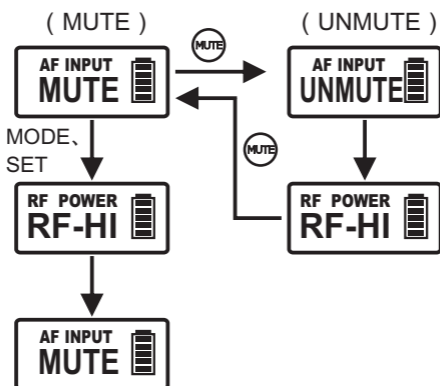 ( MUTE )
( UNMUTE )
MUTE
AF INPUT
MUTE
AF INPUT
UNMUTE
MUTE
MODE、
SET
RF POWER
RF-HI
RF POWER
RF-HI
AF INPUT
MUTE